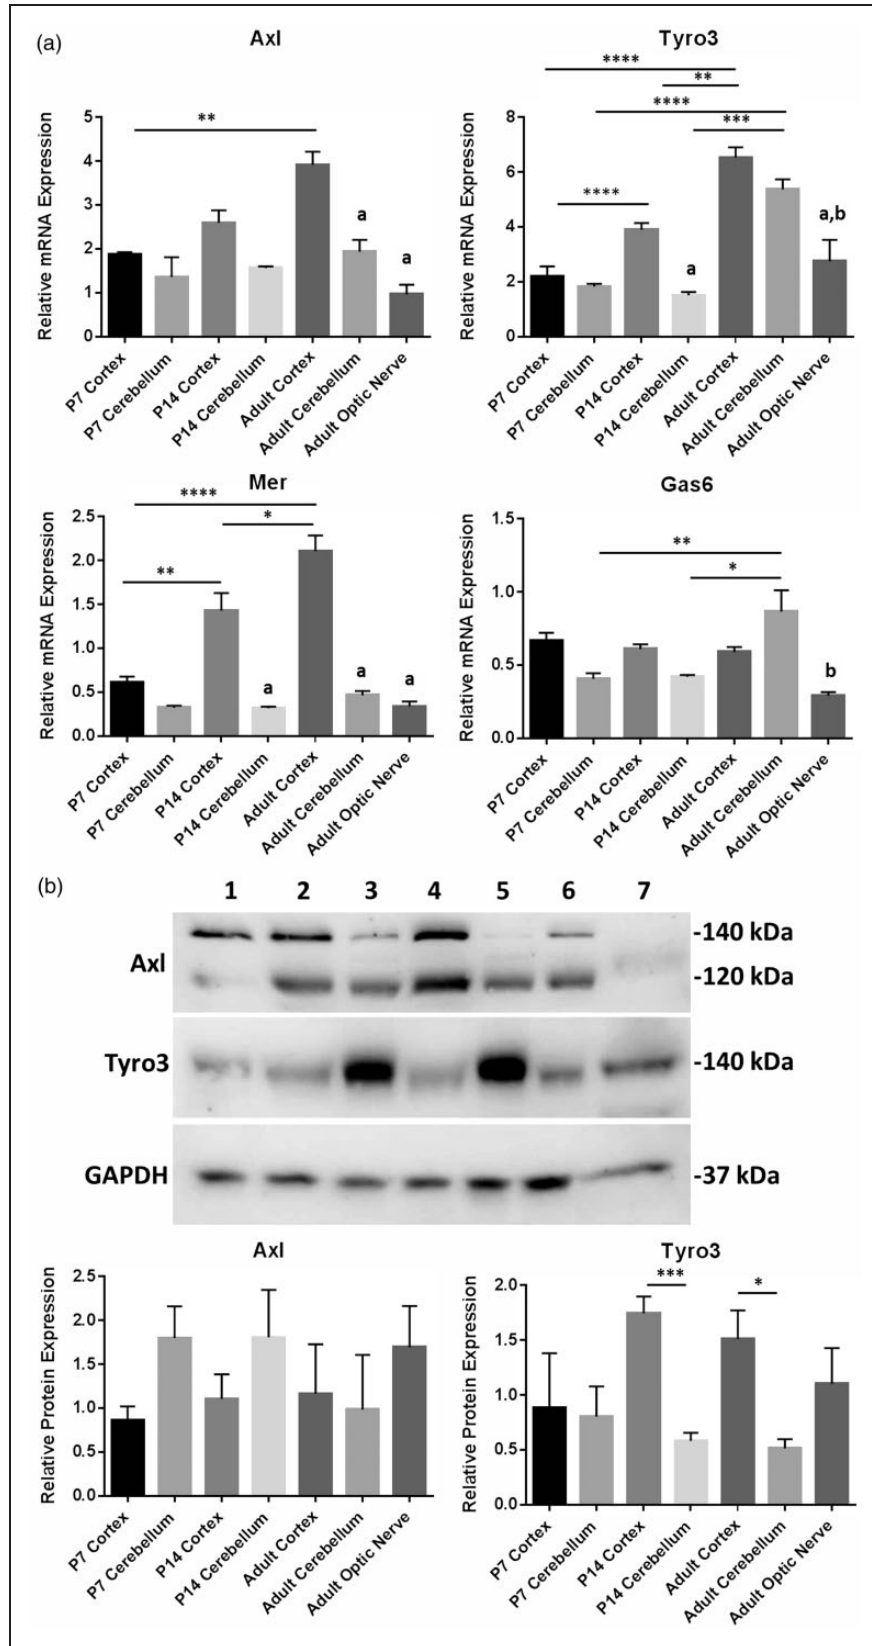 (a)
Axl
**
a
a
Relative mRNA Expression
5
4
3
2
1
0
P7 Cortex
P7 Cerebellum
P14 Cortex
P14 Cerebellum
Adult Cortex
Adult Cerebellum
Adult Optic Nerve
Tyro3
****
**
****
***
****
a
a,b
Relative mRNA Expression
8
6
4
2
0
P7 Cortex
P7 Cerebellum
P14 Cortex
P14 Cerebellum
Adult Cortex
Adult Cerebellum
Adult Optic Nerve
Mer
****
*
**
a
a
a
Relative mRNA Expression
2.5
2.0
1.5
1.0
0.5
0.0
P7 Cortex
P7 Cerebellum
P14 Cortex
P14 Cerebellum
Adult Cortex
Adult Cerebellum
Adult Optic Nerve
Gas6
**
*
b
Relative mRNA Expression
1.5
1.0
0.5
0.0
P7 Cortex
P7 Cerebellum
P14 Cortex
P14 Cerebellum
Adult Cortex
Adult Cerebellum
Adult Optic Nerve
(b)
1 2 3 4 5 6 7
Axl
-140 kDa
-120 kDa
Tyro3
-140 kDa
GAPDH
-37 kDa
Axl
Relative Protein Expression
2.5
2.0
1.5
1.0
0.5
0.0
P7 Cortex
P7 Cerebellum
P14 Cortex
P14 Cerebellum
Adult Cortex
Adult Cerebellum
Adult Optic Nerve
Tyro3
***
*
Relative Protein Expression
2.0
1.5
1.0
0.5
0.0
P7 Cortex
P7 Cerebellum
P14 Cortex
P14 Cerebellum
Adult Cortex
Adult Cerebellum
Adult Optic Nerve